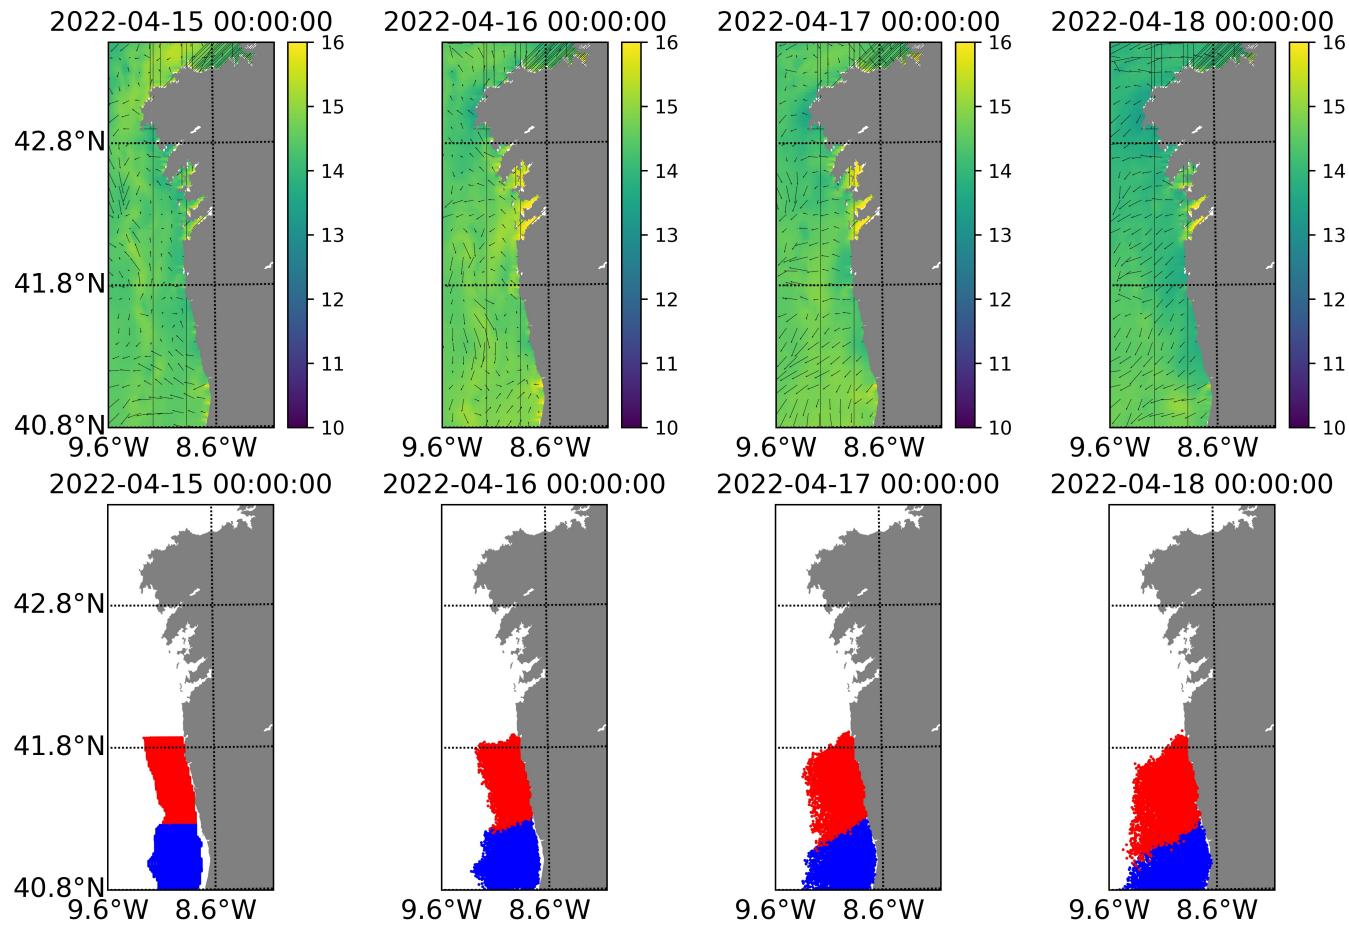 2022-04-15 00:00:00 2022-04-16 00:00:00 2022-04-17 00:00:00 2022-04-18 00:00:00
16 16 16 16
15 15 15 15
42.8°N 14 14 14 14
13 13 13 13
41.8°N 12 12 12 12
11 11 11 11
40.8°N 10 10 10 10
9.6°W 8.6°W 9.6°W 8.6°W 9.6°W 8.6°W 9.6°W 8.6°W
2022-04-15 00:00:00 2022-04-16 00:00:00 2022-04-17 00:00:00 2022-04-18 00:00:00
42.8°N
41.8°N
40.8°N
9.6°W 8.6°W 9.6°W 8.6°W 9.6°W 8.6°W 9.6°W 8.6°W